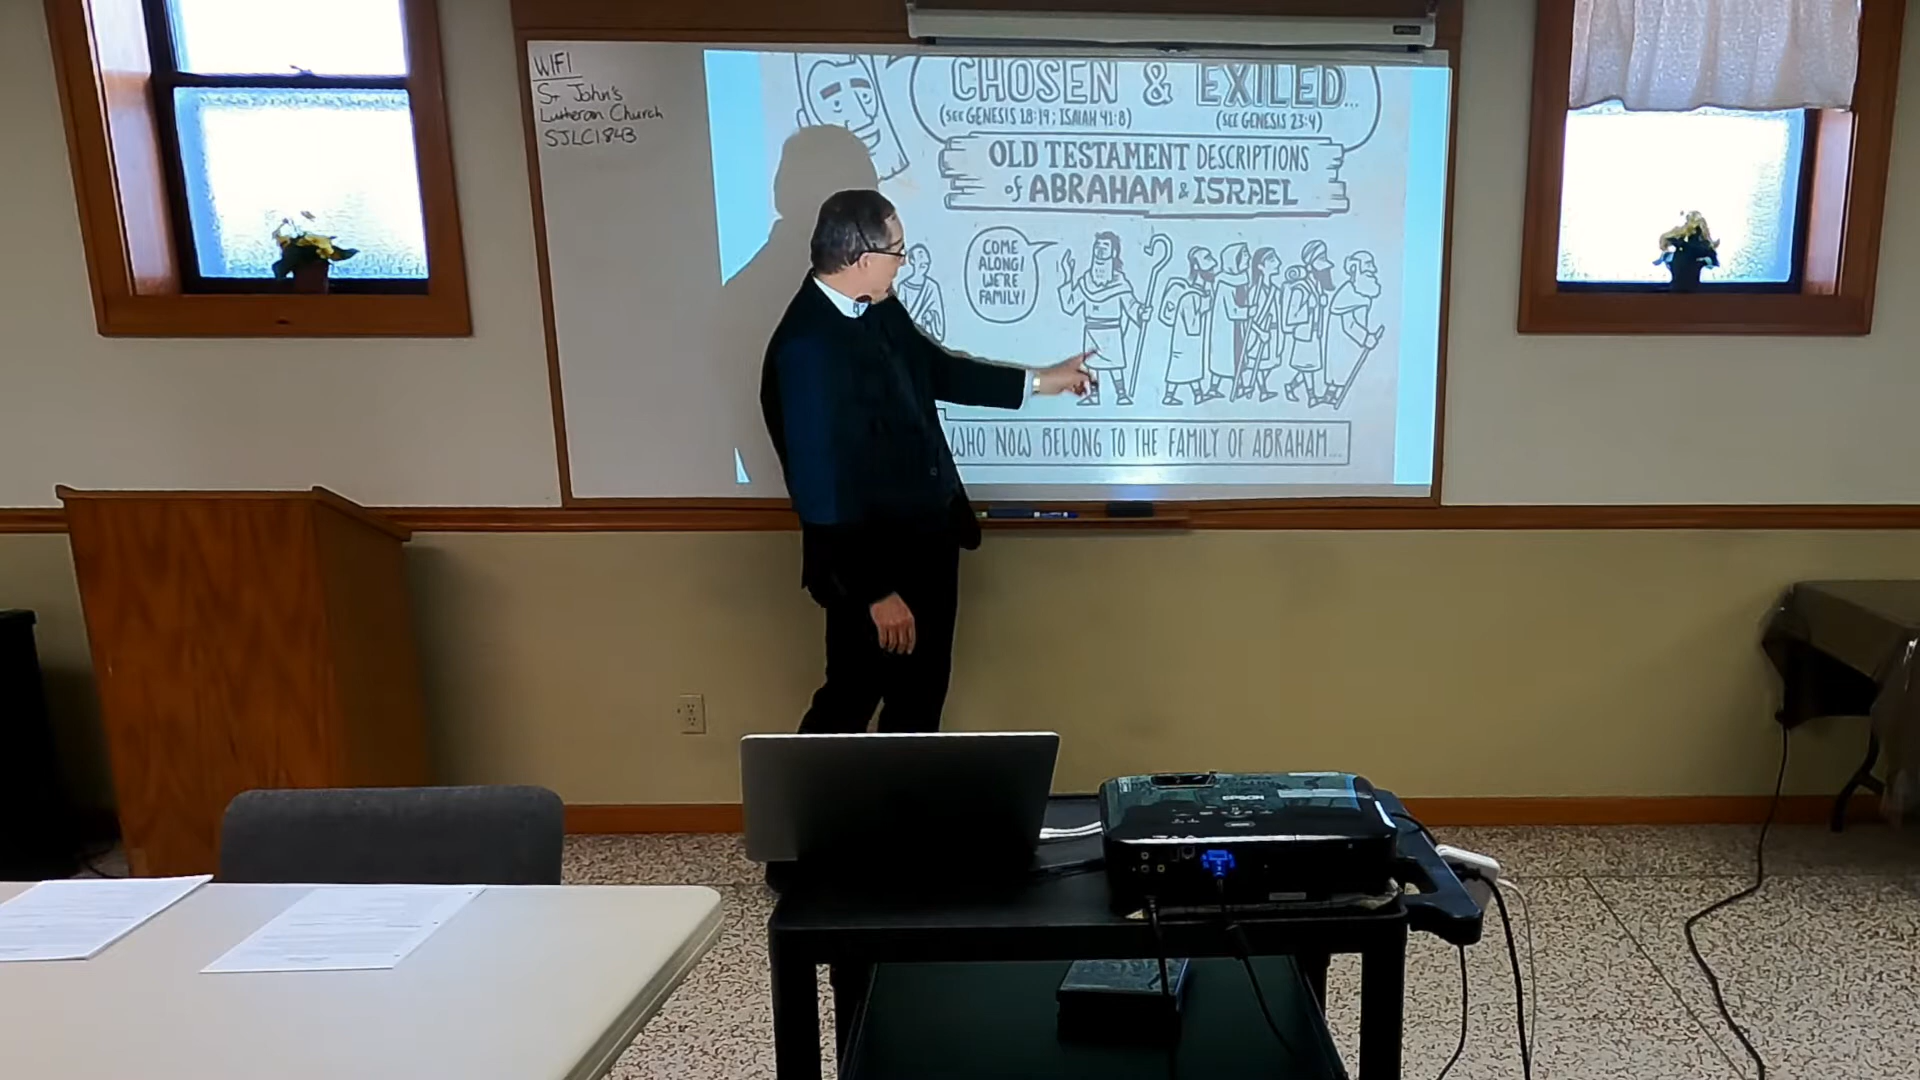 WIFI
St John's
Lutheran Church
SJLC1843
CHOSEN & EXILED...
(SEE GENESIS 18:19; ISAIAH 41:8)
(SEE GENESIS 23:4)
OLD TESTAMENT DESCRIPTIONS
of ABRAHAM & ISRAEL
COME
ALONG!
WE'RE
FAMILY!
WHO NOW BELONG TO THE FAMILY OF ABRAHAM...
EPSON